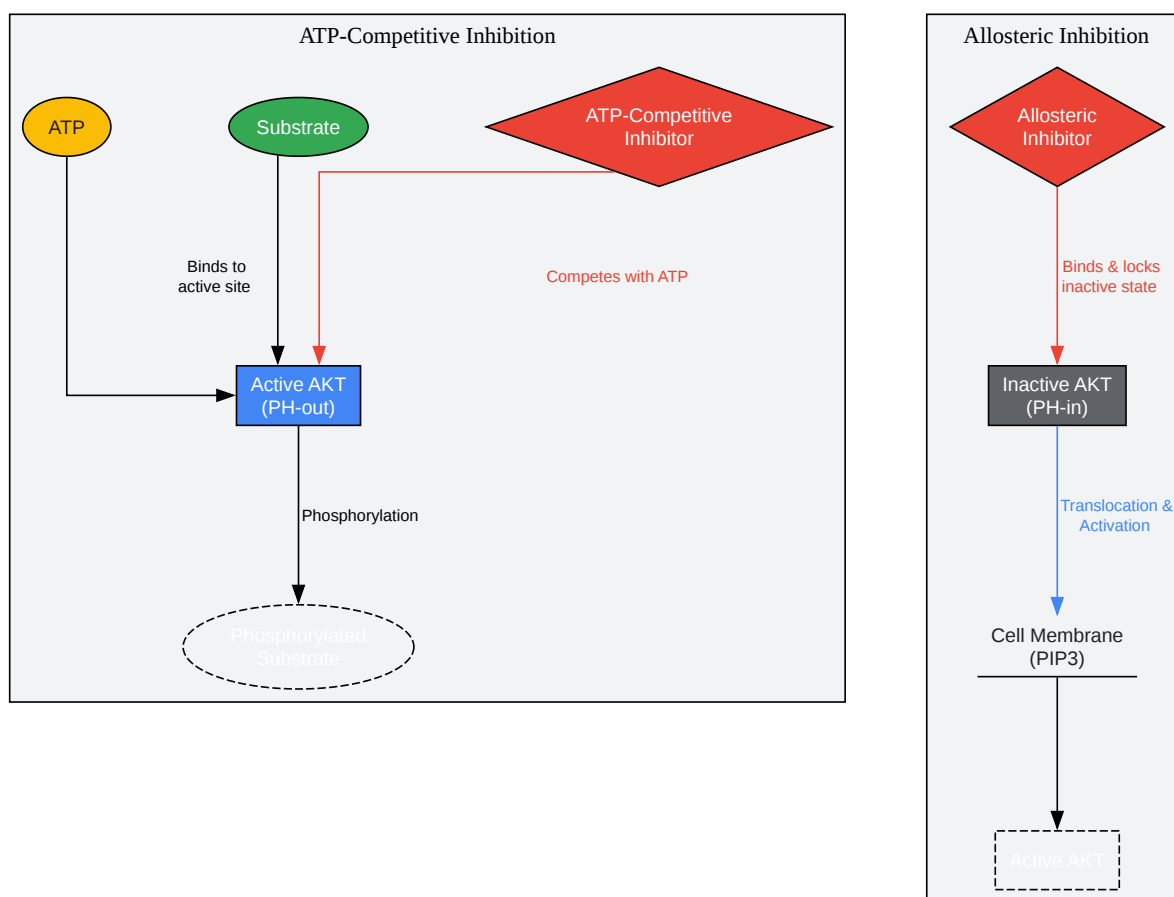 ATP-Competitive Inhibition
ATP
Substrate
ATP-Competitive
Inhibitor
Binds to
active site
Competes with ATP
Active AKT
(PH-out)
Phosphorylation
Phosphorylated
Substrate
Allosteric Inhibition
Allosteric
Inhibitor
Binds & locks
inactive state
Inactive AKT
(PH-in)
Translocation &
Activation
Cell Membrane
(PIP3)
Active AKT